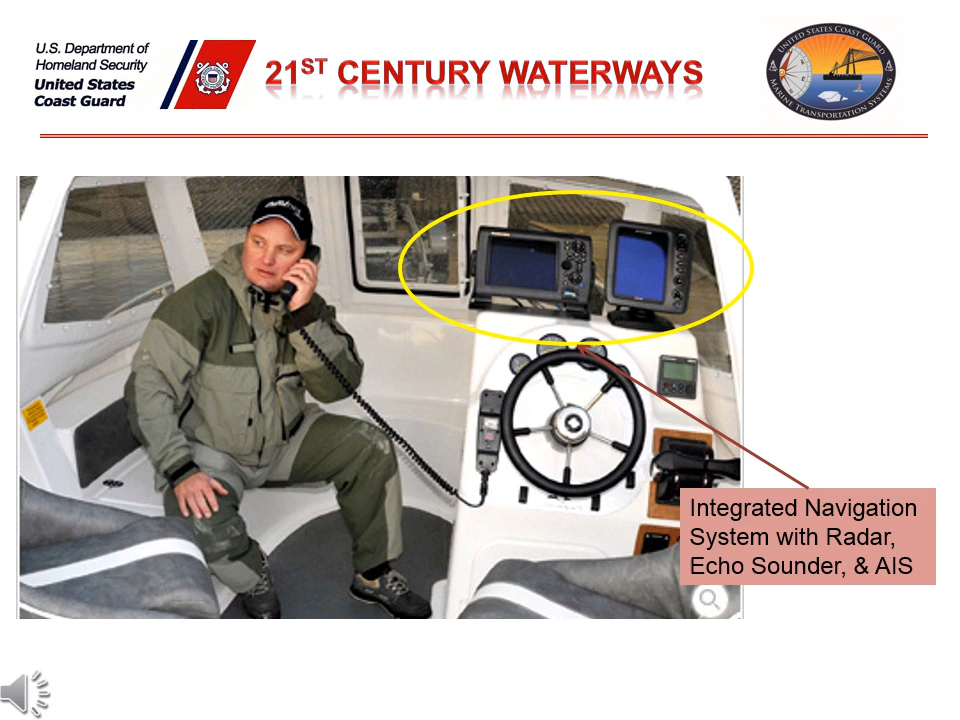 U.S. Department of
Homeland Security
United States
Coast Guard
21ST CENTURY WATERWAYS
UNITED STATES COAST GUARD
MARINE TRANSPORTATION SYSTEMS
Integrated Navigation
System with Radar,
Echo Sounder, & AIS